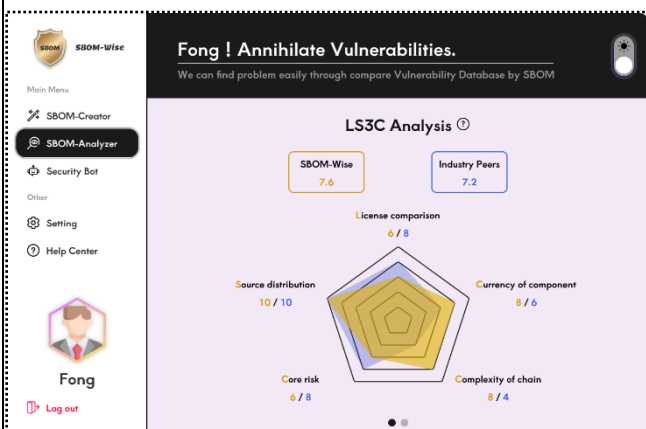 SBOM
SBOM-Wise
Main Menu
SBOM-Creator
SBOM-Analyzer
Security Bot
Other
Setting
Help Center
Fong
Log out
Fong ! Annihilate Vulnerabilities.
We can find problem easily through compare Vulnerability Database by SBOM
LS3C Analysis ?
SBOM-Wise
7.6
Industry Peers
7.2
License comparison
6 / 8
Source distribution
10 / 10
Currency of component
8 / 6
Core risk
6 / 8
Complexity of chain
8 / 4